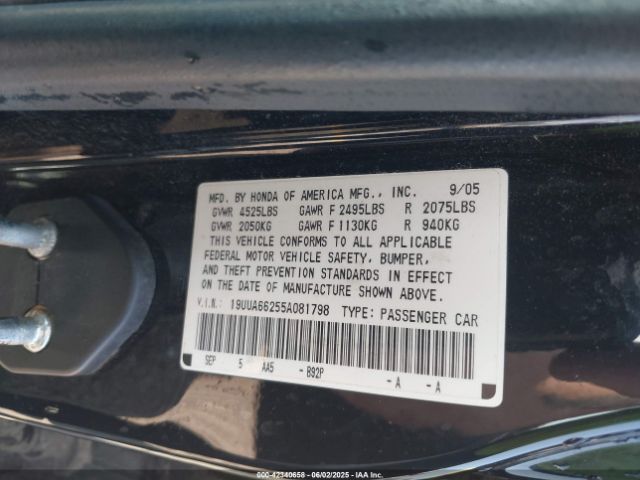 MFD. BY HONDA OF AMERICA MFG., INC. 9/05
GVWR 4525LBS GAWR F 2495LBS R 2075LBS
GVWR 2050KG GAWR F 1130KG R 940KG
THIS VEHICLE CONFORMS TO ALL APPLICABLE
FEDERAL MOTOR VEHICLE SAFETY, BUMPER,
AND THEFT PREVENTION STANDARDS IN EFFECT
ON THE DATE OF MANUFACTURE SHOWN ABOVE.
V.I.N.: 19UUA66255A081798 TYPE: PASSENGER CAR
SEP 5 AA5 -B92P -A -A
000-42340658 - 06/02/2025 - IAA Inc.